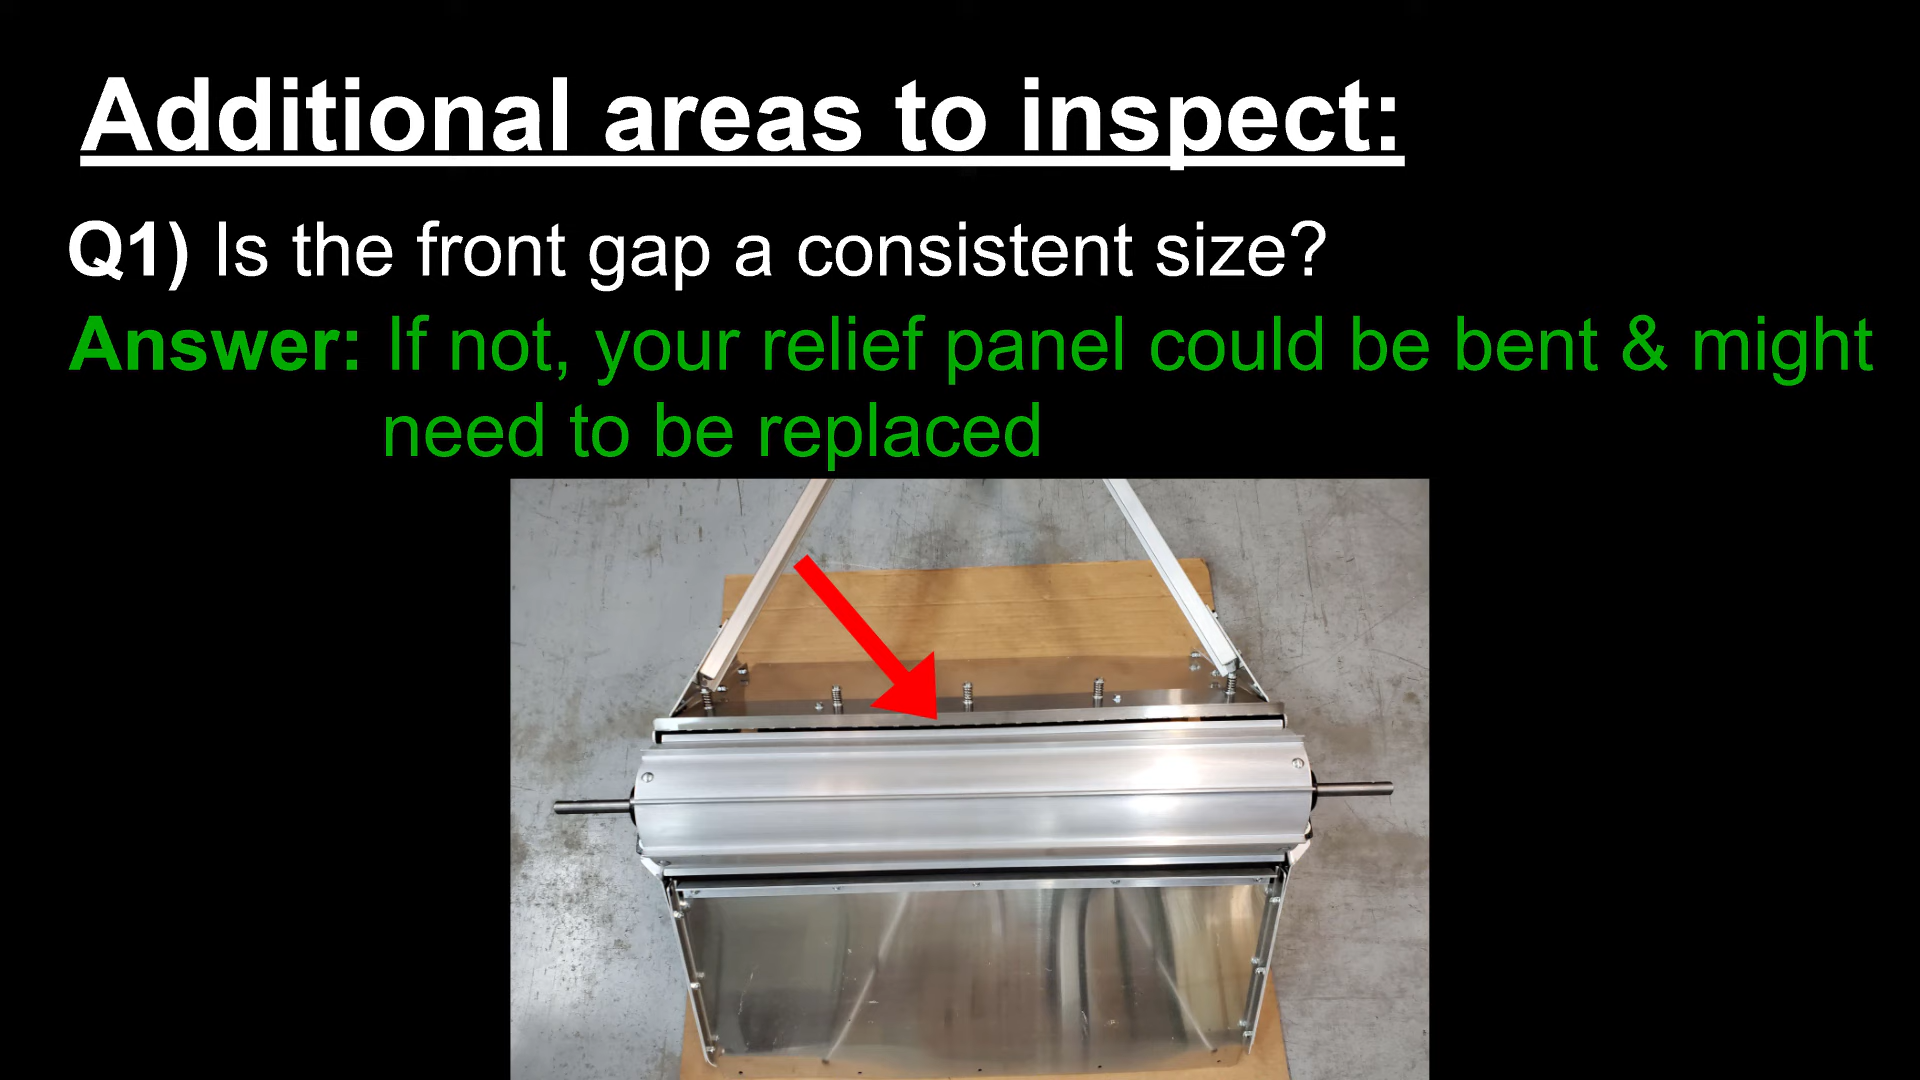 Additional areas to inspect:
Q1) Is the front gap a consistent size?
Answer: If not, your relief panel could be bent & might
need to be replaced